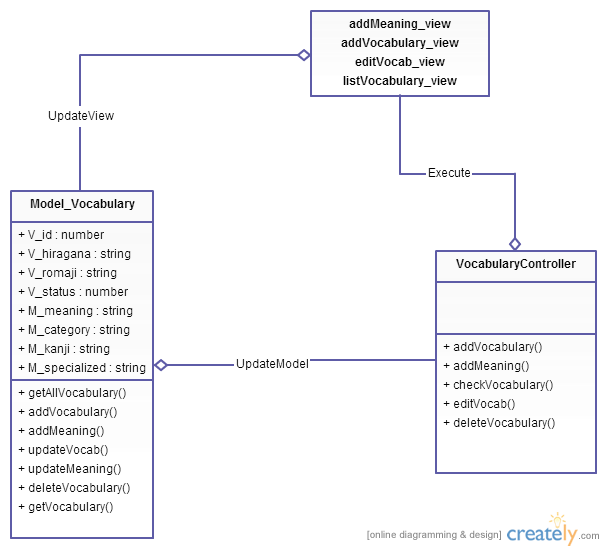 addMeaning_view
addVocabulary_view
editVocab_view
listVocabulary_view
UpdateView
Execute
Model_Vocabulary
+ V_id : number
+ V_hiragana : string
+ V_romaji : string
+ V_status : number
+ M_meaning : string
+ M_category : string
+ M_kanji : string
+ M_specialized : string
+ getAllVocabulary()
+ addVocabulary()
+ addMeaning()
+ updateVocab()
+ updateMeaning()
+ deleteVocabulary()
+ getVocabulary()
UpdateModel
VocabularyController
+ addVocabulary()
+ addMeaning()
+ checkVocabulary()
+ editVocab()
+ deleteVocabulary()
[online diagramming & design] creately.com